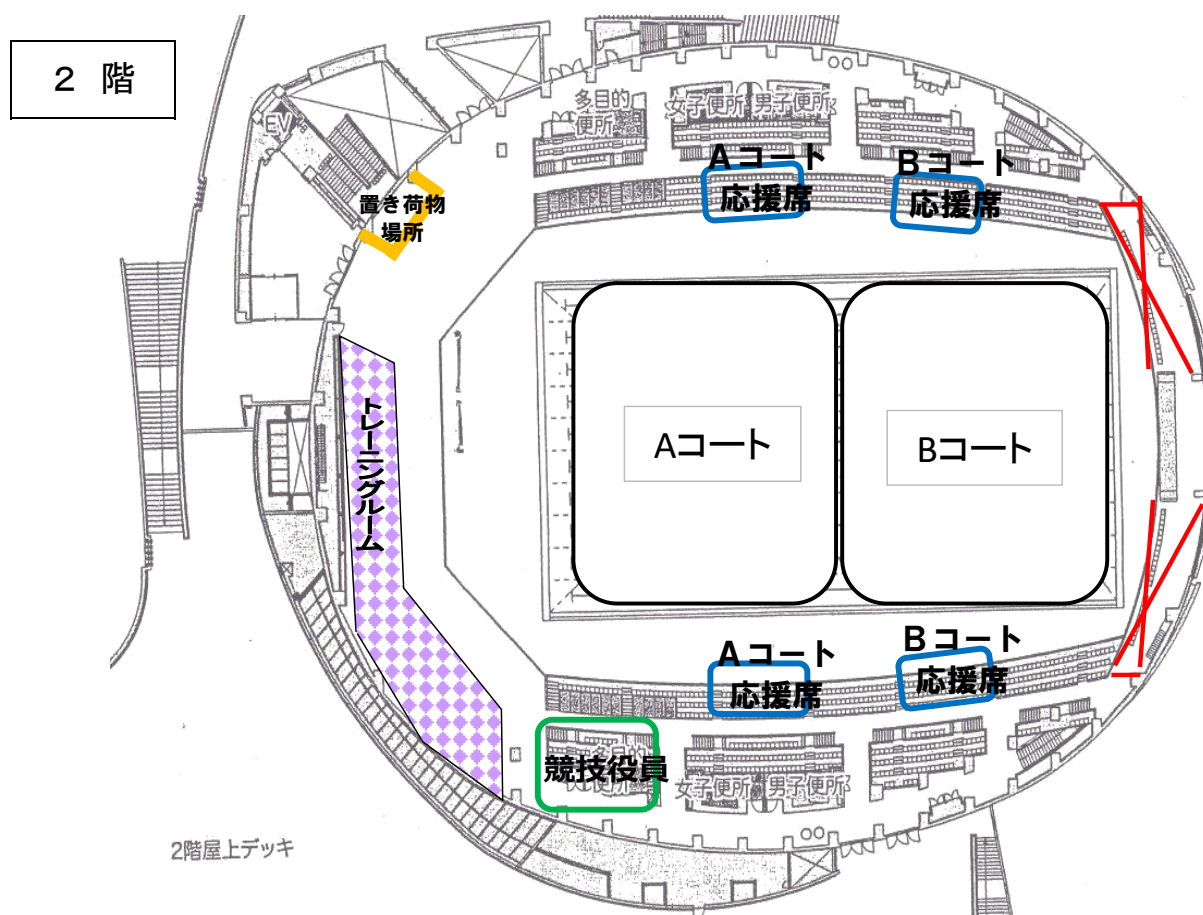 2 階
EV
多目的
便所
女子便所
男子便所
Aコート
応援席
Bコート
応援席
置き荷物
場所
トレーニングルーム
Aコート
Bコート
Aコート
応援席
Bコート
応援席
多目的
便所
競技役員
女子便所
男子便所
2階屋上デッキ